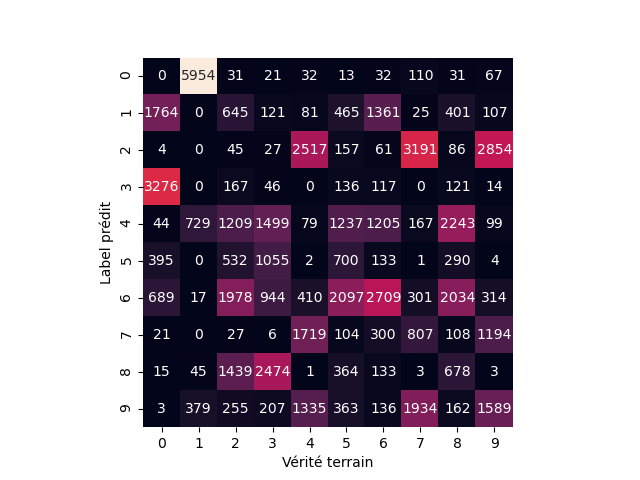 0 0 5954 31 21 32 13 32 110 31 67
1 1764 0 645 121 81 465 1361 25 401 107
2 4 0 45 27 2517 157 61 3191 86 2854
3 3276 0 167 46 0 136 117 0 121 14
4 44 729 1209 1499 79 1237 1205 167 2243 99
5 395 0 532 1055 2 700 133 1 290 4
6 689 17 1978 944 410 2097 2709 301 2034 314
7 21 0 27 6 1719 104 300 807 108 1194
8 15 45 1439 2474 1 364 133 3 678 3
9 3 379 255 207 1335 363 136 1934 162 1589
0 1 2 3 4 5 6 7 8 9
Label prédit
Vérité terrain